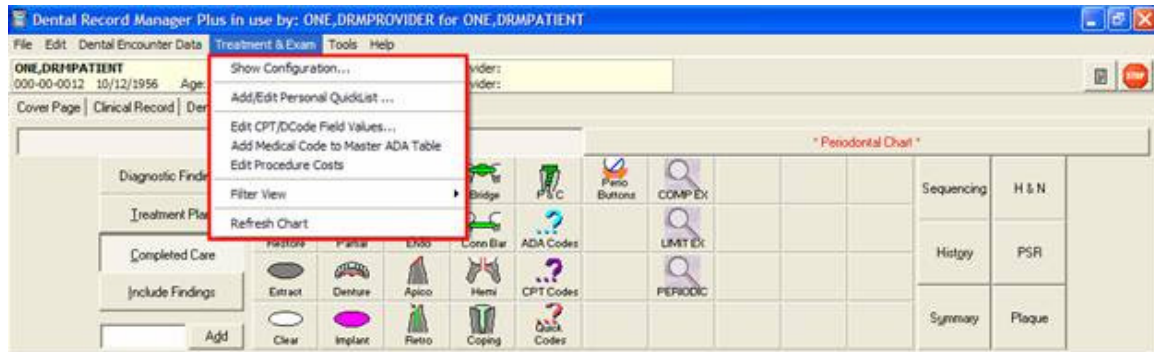 Dental Record Manager Plus in use by: ONE,DRMPROVIDER for ONE,DRMPATIENT
File Edit Dental Encounter Data Treatment & Exam Tools Help
ONE,DRMPATIENT
000-00-0012 10/12/1956 Age:
vider:
vider:
STOP
Cover Page Clinical Record Den
Show Configuration...
Add/Edit Personal QuickList ...
Edit CPT/DCode Field Values...
Add Medical Code to Master ADA Table
Edit Procedure Costs
Filter View
Refresh Chart
* Periodontal Chart *
Diagnostic Findin
Treatment Plan
Completed Care
Include Findings
Add
Bridge P&C Perio Buttons COMP EX
Restore Partial Endo Conn Bar ADA Codes LIMIT EX
Extract Denture Apico Hemi CPT Codes PERIODIC
Clear Implant Retro Coping Quick Codes
Sequencing H & N
History PSR
Summary Plaque